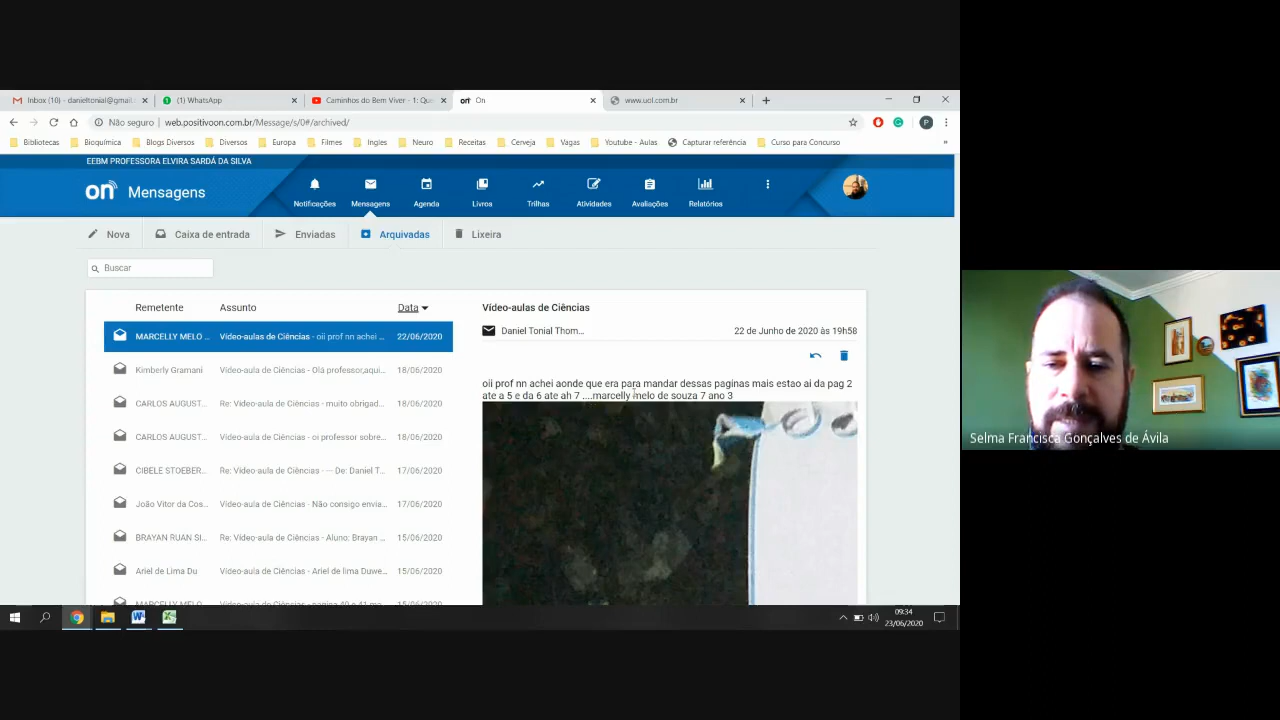 Inbox (10) - danieltonial@gmail.
(1) WhatsApp
Caminhos do Bem Viver - 1: Que
On
www.uol.com.br
Não seguro | web.positivoon.com.br/Message/s/0#/archived/
Bibliotecas Bioquímica Blogs Diversos Diversos Europa Filmes Ingles Neuro Receitas Cerveja Vagas Youtube - Aulas Capturar referência Curso para Concurso »
EEBM PROFESSORA ELVIRA SARDÁ DA SILVA
on Mensagens
Notificações Mensagens Agenda Livros Trilhas Atividades Avaliações Relatórios
Nova Caixa de entrada Enviadas Arquivadas Lixeira
Buscar
Remetente Assunto Data
MARCELLY MELO ... Vídeo-aulas de Ciências - oii prof nn achei ... 22/06/2020
Kimberly Gramani Vídeo-aula de Ciências - Olá professor,aqui... 18/06/2020
CARLOS AUGUST... Re: Vídeo-aula de Ciências - muito obrigad... 18/06/2020
CARLOS AUGUST... Vídeo-aula de Ciências - oi professor sobre... 18/06/2020
CIBELE STOEBER... Re: Vídeo-aula de Ciências - --- De: Daniel T... 17/06/2020
João Vitor da Cos... Vídeo-aula de Ciências - Não consigo envia... 17/06/2020
BRAYAN RUAN SI... Re: Vídeo-aula de Ciências - Aluno: Brayan ... 15/06/2020
Ariel de Lima Du Vídeo-aula de Ciências - Ariel de lima Duwe... 15/06/2020
Vídeo-aulas de Ciências
Daniel Tonial Thom... 22 de Junho de 2020 às 19h58
oii prof nn achei aonde que era para mandar dessas paginas mais estao ai da pag 2
ate a 5 e da 6 ate ah 7 ....marcelly melo de souza 7 ano 3
Selma Francisca Gonçalves de Ávila
09:34
23/06/2020